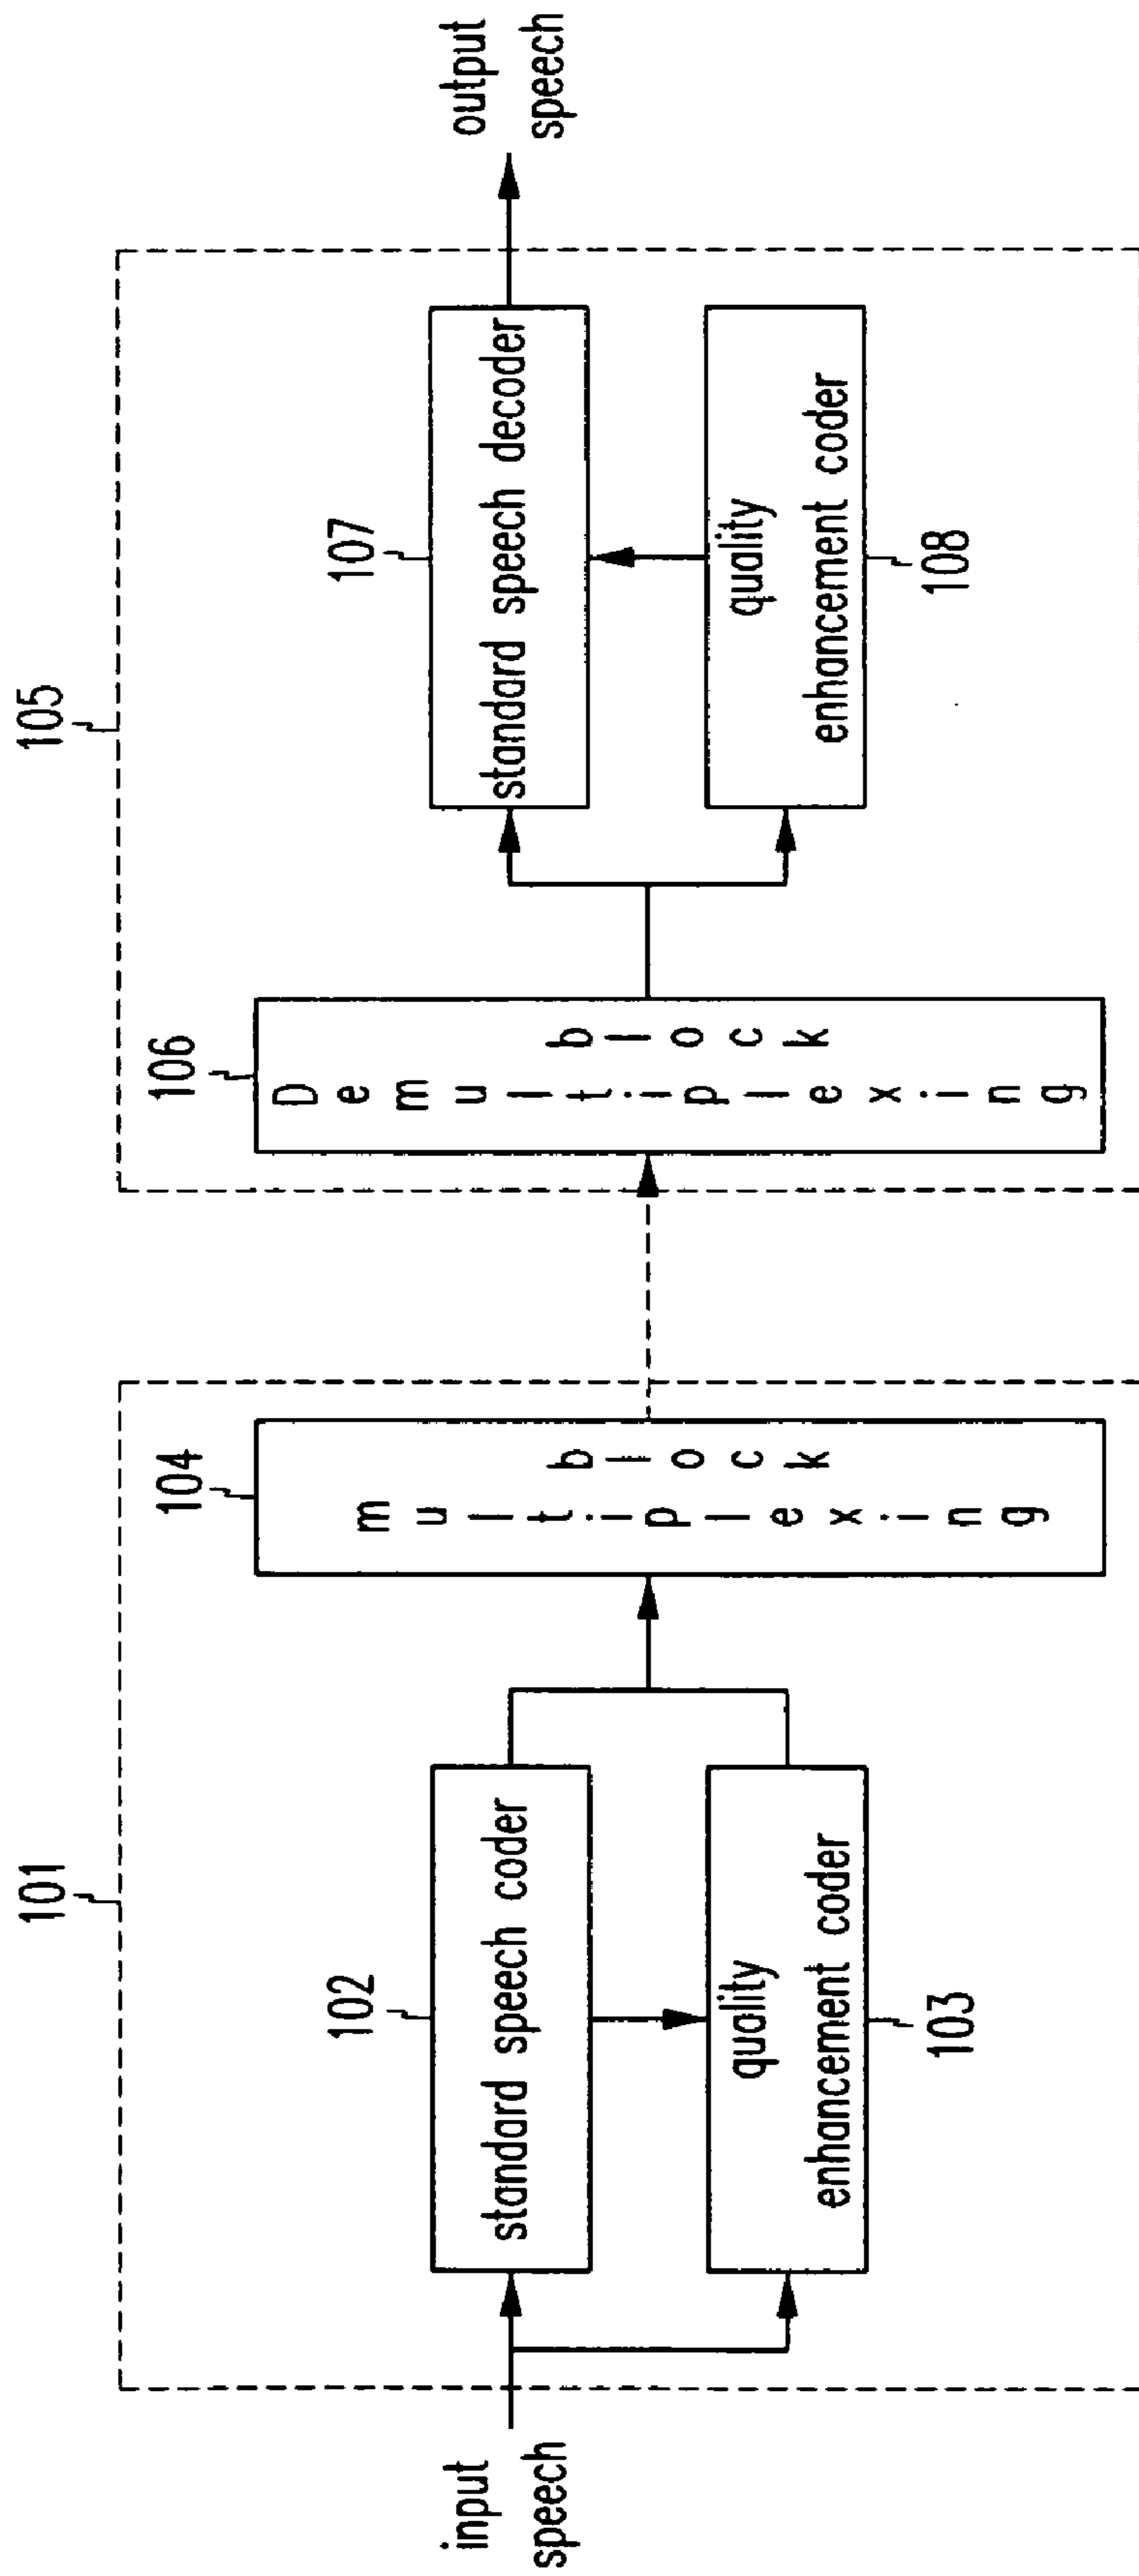 101
105
input
speech
102
standard speech coder
quality
enhancement coder
103
104
multiplexing
block
106
Demultiplexing
block
107
standard speech decoder
quality
enhancement coder
108
output
speech